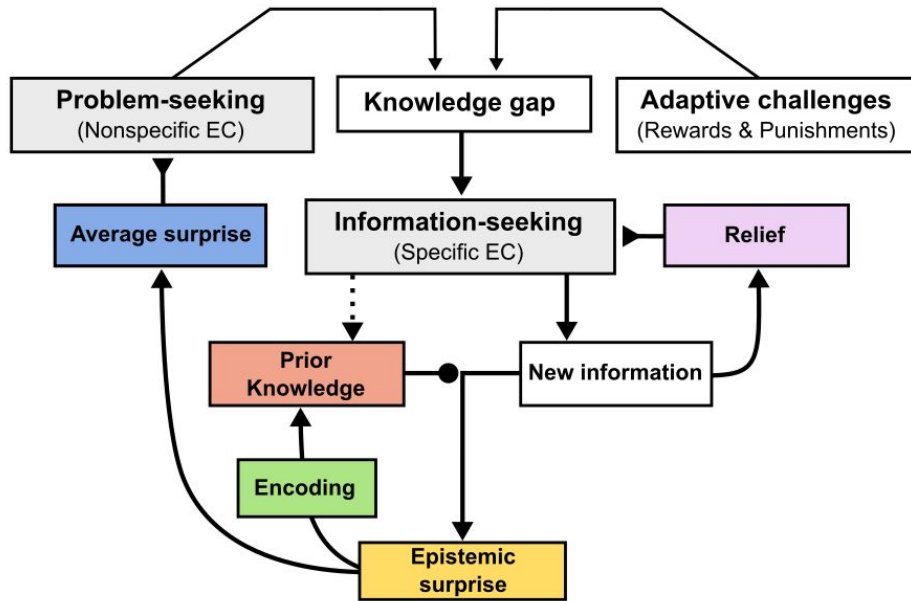 Problem-seeking
(Nonspecific EC)
Knowledge gap
Adaptive challenges
(Rewards & Punishments)
Average surprise
Information-seeking
(Specific EC)
Relief
Prior
Knowledge
New information
Encoding
Epistemic
surprise